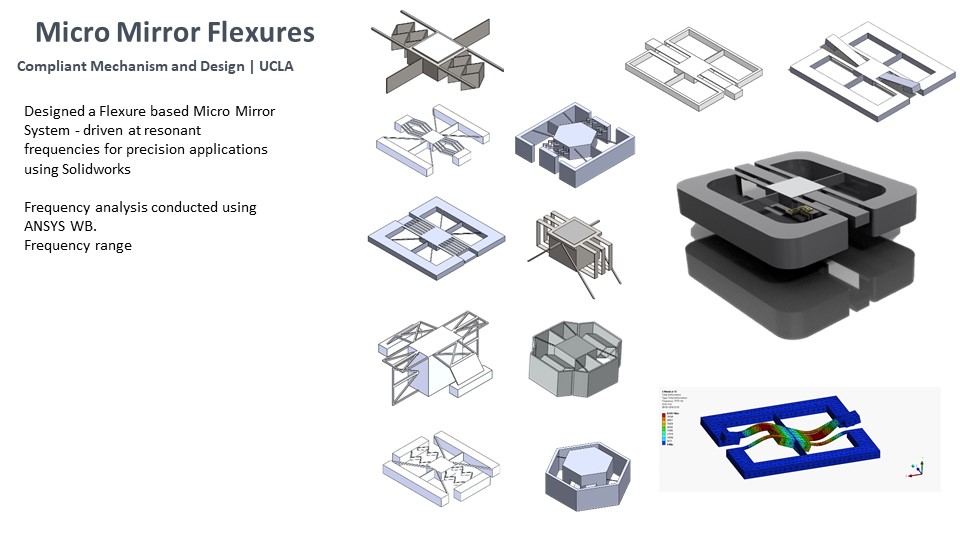 Micro Mirror Flexures
Compliant Mechanism and Design | UCLA
Designed a Flexure based Micro Mirror
System - driven at resonant
frequencies for precision applications
using Solidworks
Frequency analysis conducted using
ANSYS WB.
Frequency range